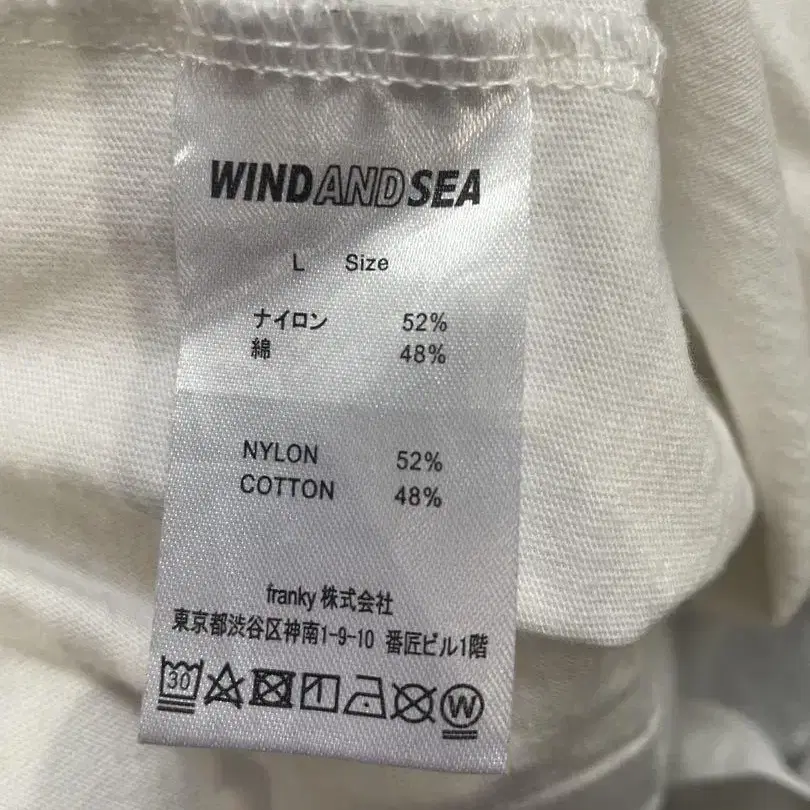 WINDANDSEA
L Size
ナイロン 52%
綿 48%
NYLON 52%
COTTON 48%
franky 株式会社
東京都渋谷区神南1-9-10 番匠ビル1階
30 W